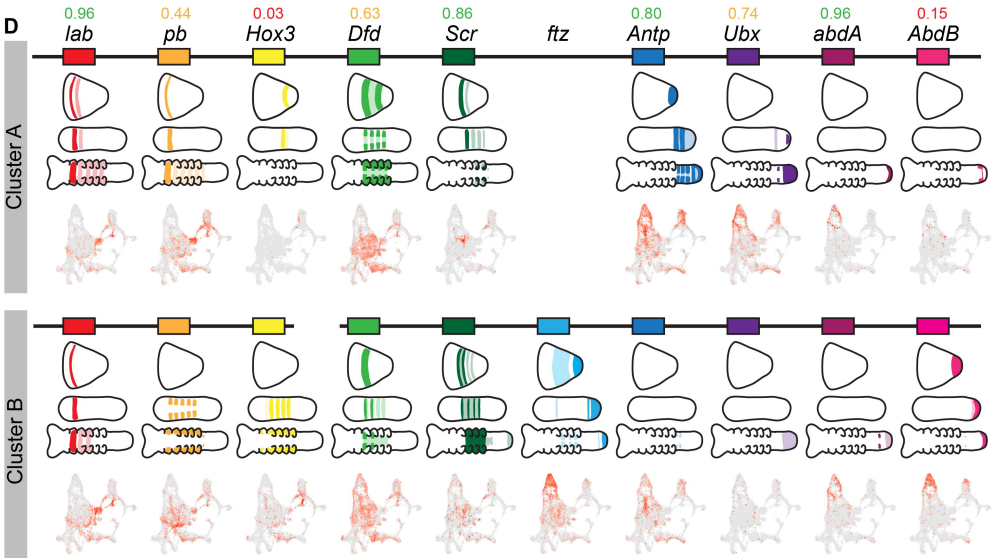 D
0.96 0.44 0.03 0.63 0.86 0.80 0.74 0.96 0.15
lab pb Hox3 Dfd Scr ftz Antp Ubx abdA AbdB
Cluster A
Cluster B